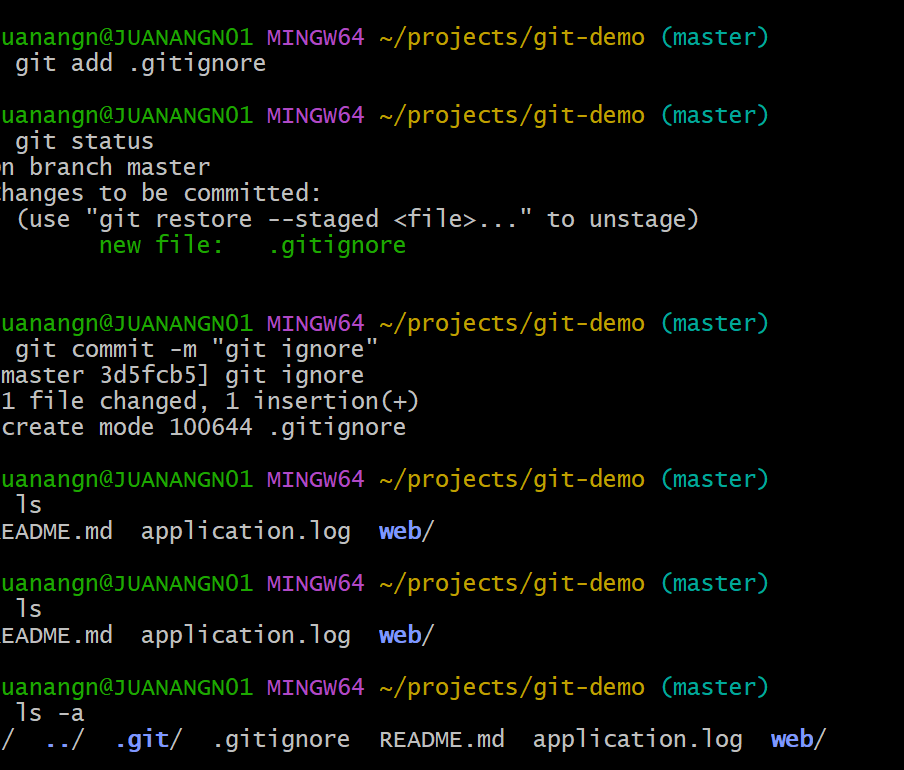 uanangn@JUANANGN01 MINGW64 ~/projects/git-demo (master)
git add .gitignore
uanangn@JUANANGN01 MINGW64 ~/projects/git-demo (master)
git status
n branch master
hanges to be committed:
(use "git restore --staged <file>..." to unstage)
new file:   .gitignore
uanangn@JUANANGN01 MINGW64 ~/projects/git-demo (master)
git commit -m "git ignore"
master 3d5fcb5] git ignore
1 file changed, 1 insertion(+)
create mode 100644 .gitignore
uanangn@JUANANGN01 MINGW64 ~/projects/git-demo (master)
ls
EADME.md  application.log  web/
uanangn@JUANANGN01 MINGW64 ~/projects/git-demo (master)
ls
EADME.md  application.log  web/
uanangn@JUANANGN01 MINGW64 ~/projects/git-demo (master)
ls -a
/  ../  .git/  .gitignore  README.md  application.log  web/